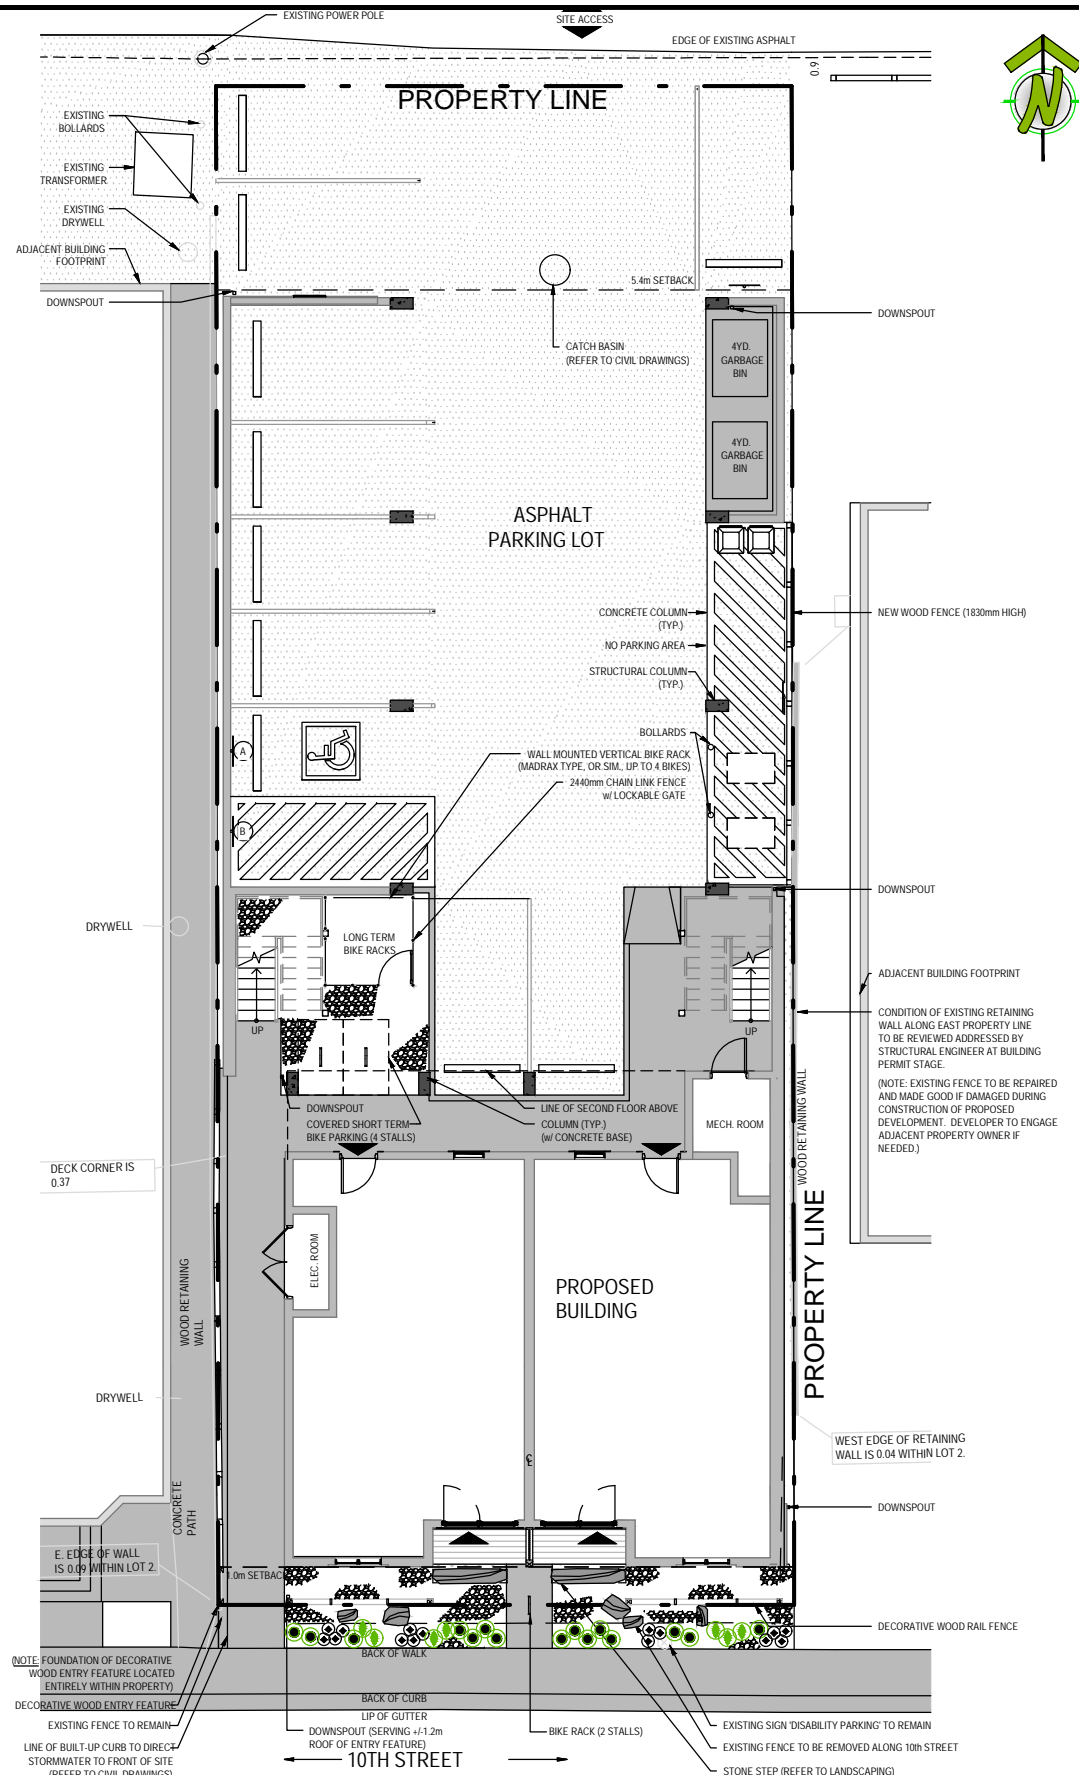 EXISTING POWER POLE
SITE ACCESS
EDGE OF EXISTING ASPHALT
0.9
N
PROPERTY LINE
EXISTING
BOLLARDS
EXISTING
TRANSFORMER
EXISTING
DRYWELL
ADJACENT BUILDING
FOOTPRINT
DOWNSPOUT
5.4m SETBACK
CATCH BASIN
(REFER TO CIVIL DRAWINGS)
DOWNSPOUT
4YD.
GARBAGE
BIN
4YD.
GARBAGE
BIN
ASPHALT
PARKING LOT
CONCRETE COLUMN
(TYP.)
NO PARKING AREA
STRUCTURAL COLUMN
(TYP.)
NEW WOOD FENCE (1830mm HIGH)
BOLLARDS
A
WALL MOUNTED VERTICAL BIKE RACK
(MADRAX TYPE, OR SIM., UP TO 4 BIKES)
2440mm CHAIN LINK FENCE
w/ LOCKABLE GATE
B
DOWNSPOUT
DRYWELL
LONG TERM
BIKE RACKS
UP
UP
ADJACENT BUILDING FOOTPRINT
CONDITION OF EXISTING RETAINING
WALL ALONG EAST PROPERTY LINE
TO BE REVIEWED ADDRESSED BY
STRUCTURAL ENGINEER AT BUILDING
PERMIT STAGE.
(NOTE: EXISTING FENCE TO BE REPAIRED
AND MADE GOOD IF DAMAGED DURING
CONSTRUCTION OF PROPOSED
DEVELOPMENT. DEVELOPER TO ENGAGE
ADJACENT PROPERTY OWNER IF
NEEDED.)
DOWNSPOUT
COVERED SHORT TERM
BIKE PARKING (4 STALLS)
LINE OF SECOND FLOOR ABOVE
COLUMN (TYP.)
(w/ CONCRETE BASE)
MECH. ROOM
WOOD RETAINING WALL
DECK CORNER IS
0.37
ELEC. ROOM
PROPOSED
BUILDING
PROPERTY LINE
WOOD RETAINING
WALL
DRYWELL
WEST EDGE OF RETAINING
WALL IS 0.04 WITHIN LOT 2.
CL
CONCRETE
PATH
DOWNSPOUT
E. EDGE OF WALL
IS 0.09 WITHIN LOT 2.
1.0m SETBACK
DECORATIVE WOOD RAIL FENCE
BACK OF WALK
(NOTE: FOUNDATION OF DECORATIVE
WOOD ENTRY FEATURE LOCATED
ENTIRELY WITHIN PROPERTY)
DECORATIVE WOOD ENTRY FEATURE
BACK OF CURB
LIP OF GUTTER
EXISTING FENCE TO REMAIN
DOWNSPOUT (SERVING +/-1.2m
ROOF OF ENTRY FEATURE)
BIKE RACK (2 STALLS)
EXISTING SIGN 'DISABILITY PARKING' TO REMAIN
LINE OF BUILT-UP CURB TO DIRECT
STORMWATER TO FRONT OF SITE
(REFER TO CIVIL DRAWINGS)
EXISTING FENCE TO BE REMOVED ALONG 10th STREET
10TH STREET
STONE STEP (REFER TO LANDSCAPING)